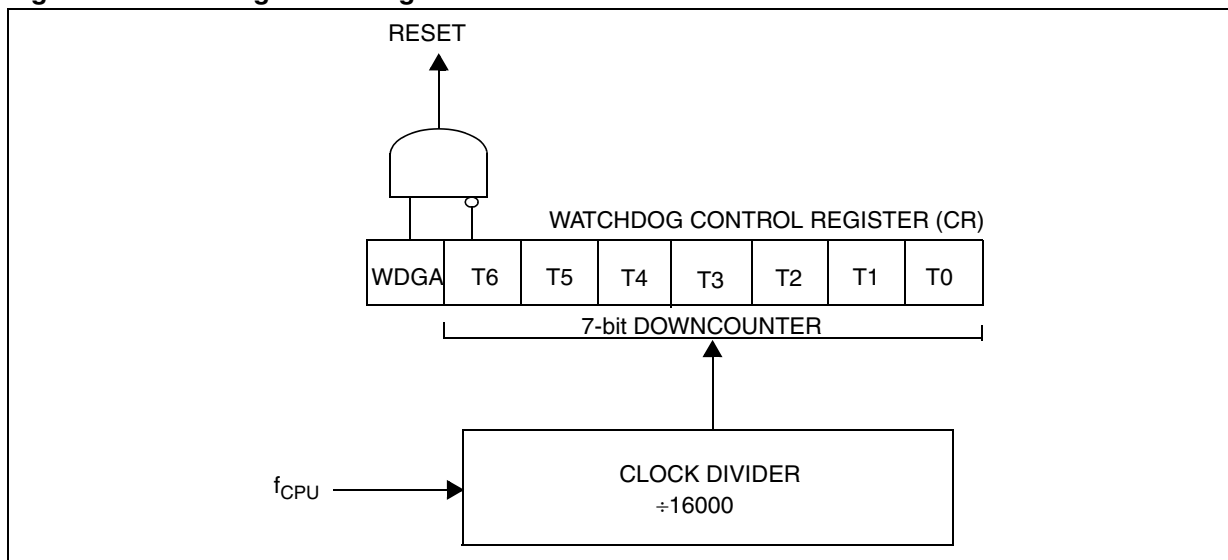 RESET
WATCHDOG CONTROL REGISTER (CR)
WDGA T6 T5 T4 T3 T2 T1 T0
7-bit DOWNCOUNTER
fCPU
CLOCK DIVIDER
÷16000